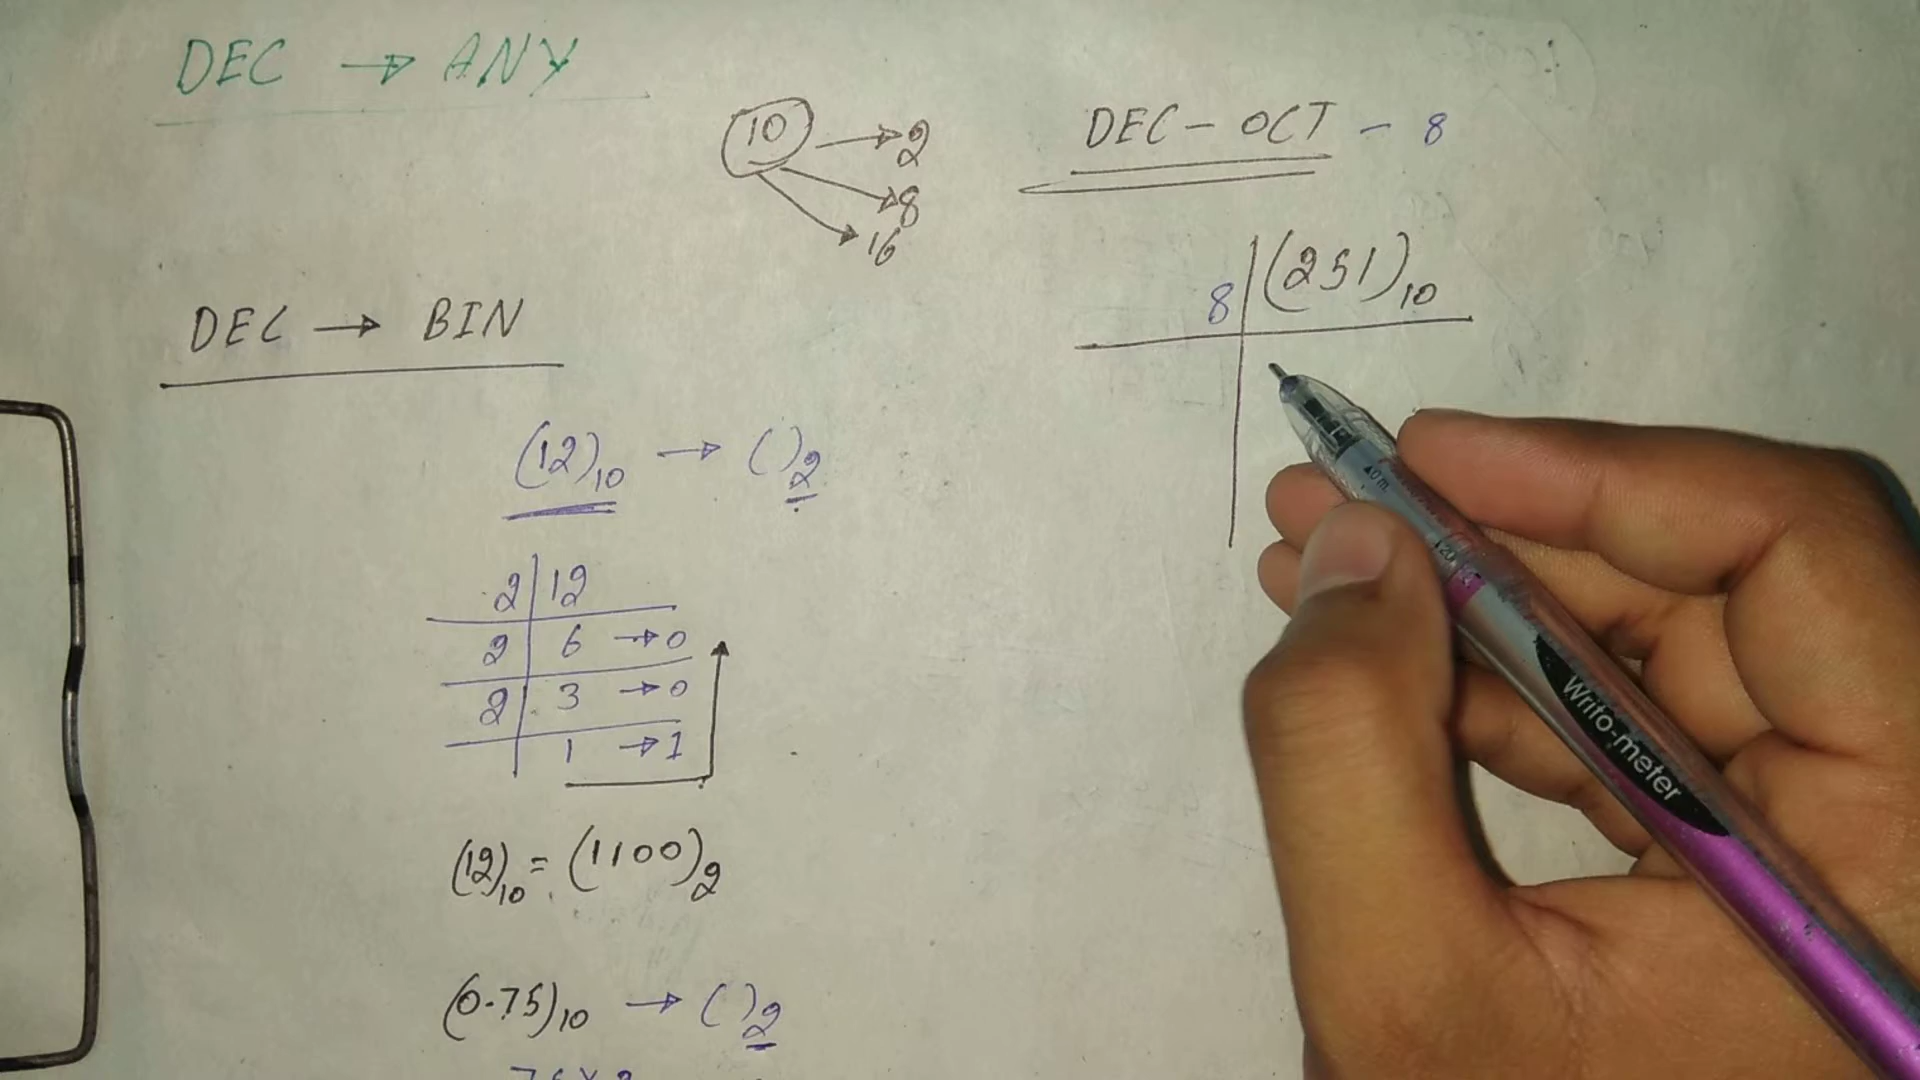 DEC → ANY
10 → 2
→ 8
→ 16
DEC → BIN
(12)10 → ( )2
2 | 12
2 | 6 → 0
2 | 3 → 0
1 → 1
(12)10 = (1100)2
(0.75)10 → ( )2
DEC - OCT - 8
8 | (251)10
Writo-meter